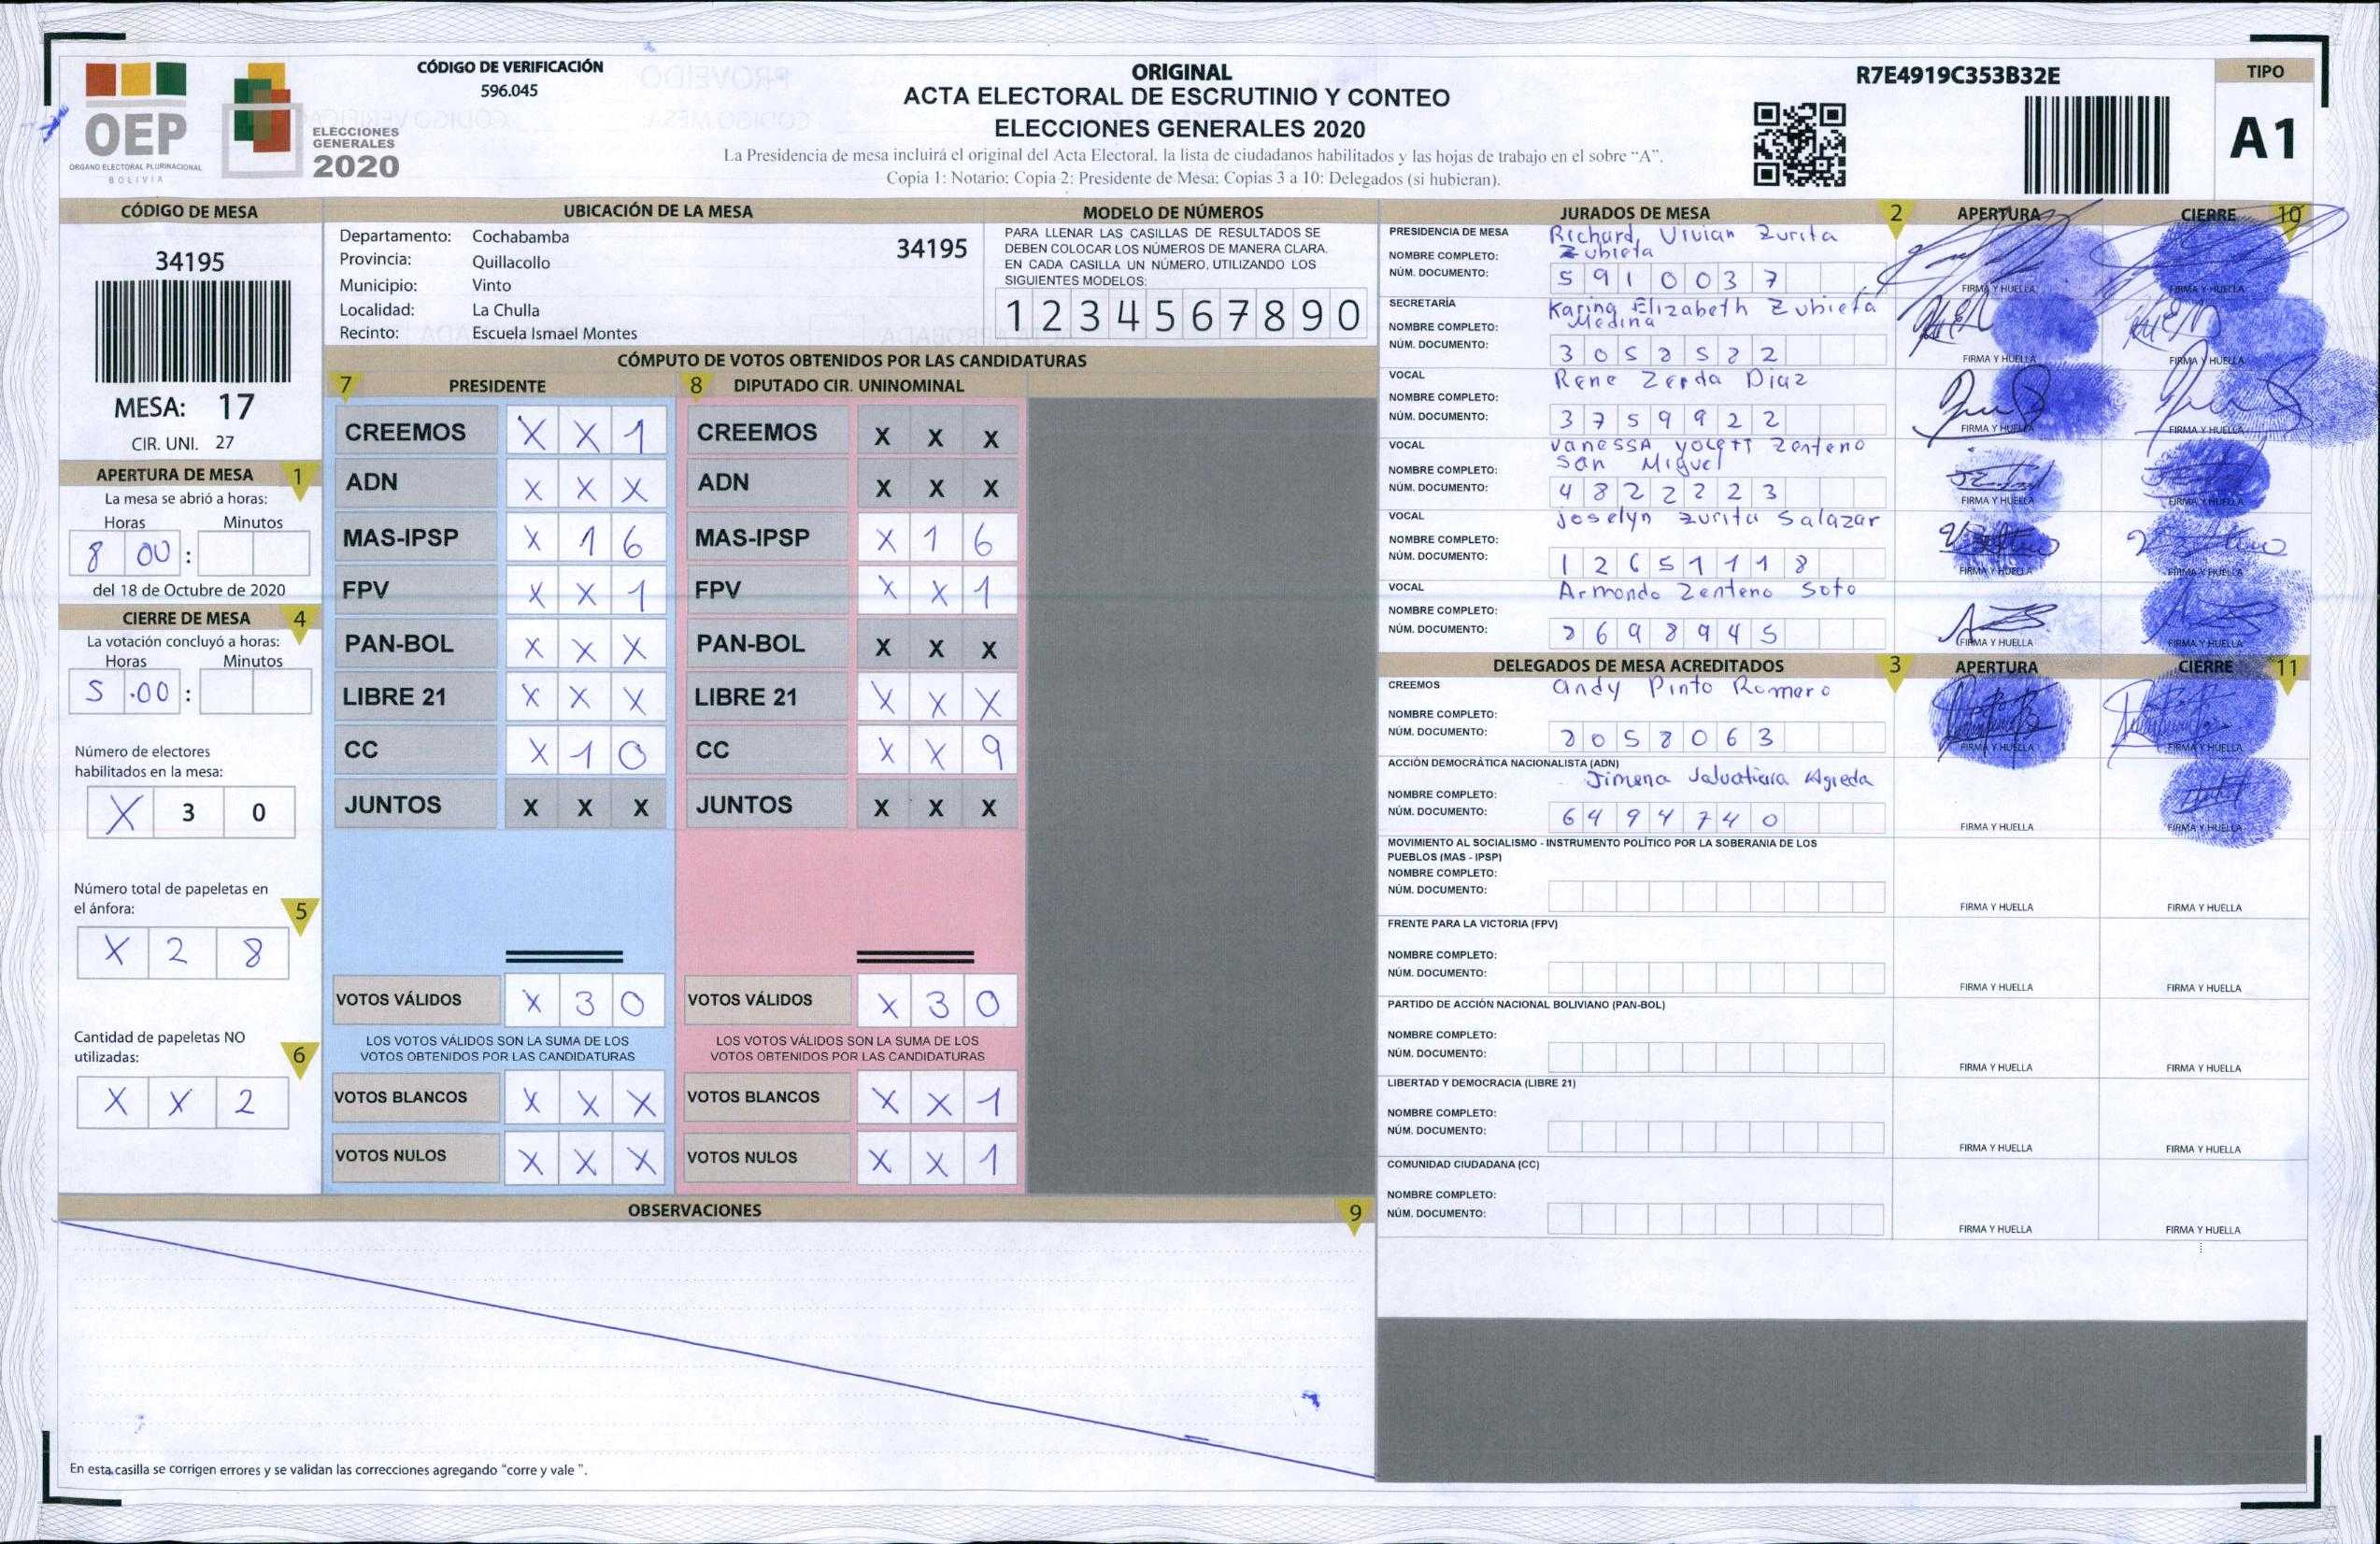 CÓDIGO DE VERIFICACIÓN
596.045
OEP
ORGANO ELECTORAL PLURINACIONAL
BOLIVIA
ELECCIONES
GENERALES
2020
ORIGINAL
ACTA ELECTORAL DE ESCRUTINIO Y CONTEO
ELECCIONES GENERALES 2020
La Presidencia de mesa incluirá el original del Acta Electoral, la lista de ciudadanos habilitados y las hojas de trabajo en el sobre “A”.
Copia 1: Notario; Copia 2: Presidente de Mesa; Copias 3 a 10: Delegados (si hubieran).
R7E4919C353B32E
TIPO
A1
CÓDIGO DE MESA
34195
MESA: 17
CIR. UNI. 27
UBICACIÓN DE LA MESA
Departamento: Cochabamba
Provincia: Quillacollo
Municipio: Vinto
Localidad: La Chulla
Recinto: Escuela Ismael Montes
34195
MODELO DE NÚMEROS
PARA LLENAR LAS CASILLAS DE RESULTADOS SE
DEBEN COLOCAR LOS NÚMEROS DE MANERA CLARA.
EN CADA CASILLA UN NÚMERO, UTILIZANDO LOS
SIGUIENTES MODELOS:
1 2 3 4 5 6 7 8 9 0
APERTURA DE MESA 1
La mesa se abrió a horas:
Horas Minutos
8 00 :
del 18 de Octubre de 2020
CIERRE DE MESA 4
La votación concluyó a horas:
Horas Minutos
5 .00 :
Número de electores
habilitados en la mesa:
X 3 0
Número total de papeletas en
el ánfora: 5
X 2 8
Cantidad de papeletas NO
utilizadas: 6
X X 2
CÓMPUTO DE VOTOS OBTENIDOS POR LAS CANDIDATURAS
7 PRESIDENTE
CREEMOS X X 1
ADN X X X
MAS-IPSP X 1 6
FPV X X 1
PAN-BOL X X X
LIBRE 21 X X X
CC X 1 0
JUNTOS X X X
VOTOS VÁLIDOS X 3 0
LOS VOTOS VÁLIDOS SON LA SUMA DE LOS
VOTOS OBTENIDOS POR LAS CANDIDATURAS
VOTOS BLANCOS X X X
VOTOS NULOS X X X
8 DIPUTADO CIR. UNINOMINAL
CREEMOS X X X
ADN X X X
MAS-IPSP X 1 6
FPV X X 1
PAN-BOL X X X
LIBRE 21 X X X
CC X X 9
JUNTOS X X X
VOTOS VÁLIDOS X 3 0
LOS VOTOS VÁLIDOS SON LA SUMA DE LOS
VOTOS OBTENIDOS POR LAS CANDIDATURAS
VOTOS BLANCOS X X 1
VOTOS NULOS X X 1
OBSERVACIONES 9
En esta casilla se corrigen errores y se validan las correcciones agregando “corre y vale ”.
JURADOS DE MESA 2 APERTURA CIERRE 10
PRESIDENCIA DE MESA Richard Vivian Zurita
NOMBRE COMPLETO: Zubieta
NÚM. DOCUMENTO: 5910037
FIRMA Y HUELLA FIRMA Y HUELLA
SECRETARÍA Karina Elizabeth Zubieta
NOMBRE COMPLETO: Medina
NÚM. DOCUMENTO: 3052522
FIRMA Y HUELLA FIRMA Y HUELLA
VOCAL Rene Zerda Diaz
NOMBRE COMPLETO:
NÚM. DOCUMENTO: 3759922
FIRMA Y HUELLA FIRMA Y HUELLA
VOCAL Vanessa Yolett Zenteno
NOMBRE COMPLETO: San Miguel
NÚM. DOCUMENTO: 4822223
FIRMA Y HUELLA FIRMA Y HUELLA
VOCAL Joselyn Zurita Salazar
NOMBRE COMPLETO:
NÚM. DOCUMENTO: 12651118
FIRMA Y HUELLA FIRMA Y HUELLA
VOCAL Armondo Zenteno Soto
NOMBRE COMPLETO:
NÚM. DOCUMENTO:
FIRMA Y HUELLA FIRMA Y HUELLA
DELEGADOS DE MESA ACREDITADOS 3 APERTURA CIERRE 11
CREEMOS andy Pinto Romero
NOMBRE COMPLETO:
NÚM. DOCUMENTO:
FIRMA Y HUELLA FIRMA Y HUELLA
ACCIÓN DEMOCRÁTICA NACIONALISTA (ADN)
Jimena Salvatierra Agreda
NOMBRE COMPLETO:
NÚM. DOCUMENTO: 6494740
FIRMA Y HUELLA FIRMA Y HUELLA
MOVIMIENTO AL SOCIALISMO - INSTRUMENTO POLÍTICO POR LA SOBERANIA DE LOS
PUEBLOS (MAS - IPSP)
NOMBRE COMPLETO:
NÚM. DOCUMENTO:
FIRMA Y HUELLA FIRMA Y HUELLA
FRENTE PARA LA VICTORIA (FPV)
NOMBRE COMPLETO:
NÚM. DOCUMENTO:
FIRMA Y HUELLA FIRMA Y HUELLA
PARTIDO DE ACCIÓN NACIONAL BOLIVIANO (PAN-BOL)
NOMBRE COMPLETO:
NÚM. DOCUMENTO:
FIRMA Y HUELLA FIRMA Y HUELLA
LIBERTAD Y DEMOCRACIA (LIBRE 21)
NOMBRE COMPLETO:
NÚM. DOCUMENTO:
FIRMA Y HUELLA FIRMA Y HUELLA
COMUNIDAD CIUDADANA (CC)
NOMBRE COMPLETO:
NÚM. DOCUMENTO:
FIRMA Y HUELLA FIRMA Y HUELLA